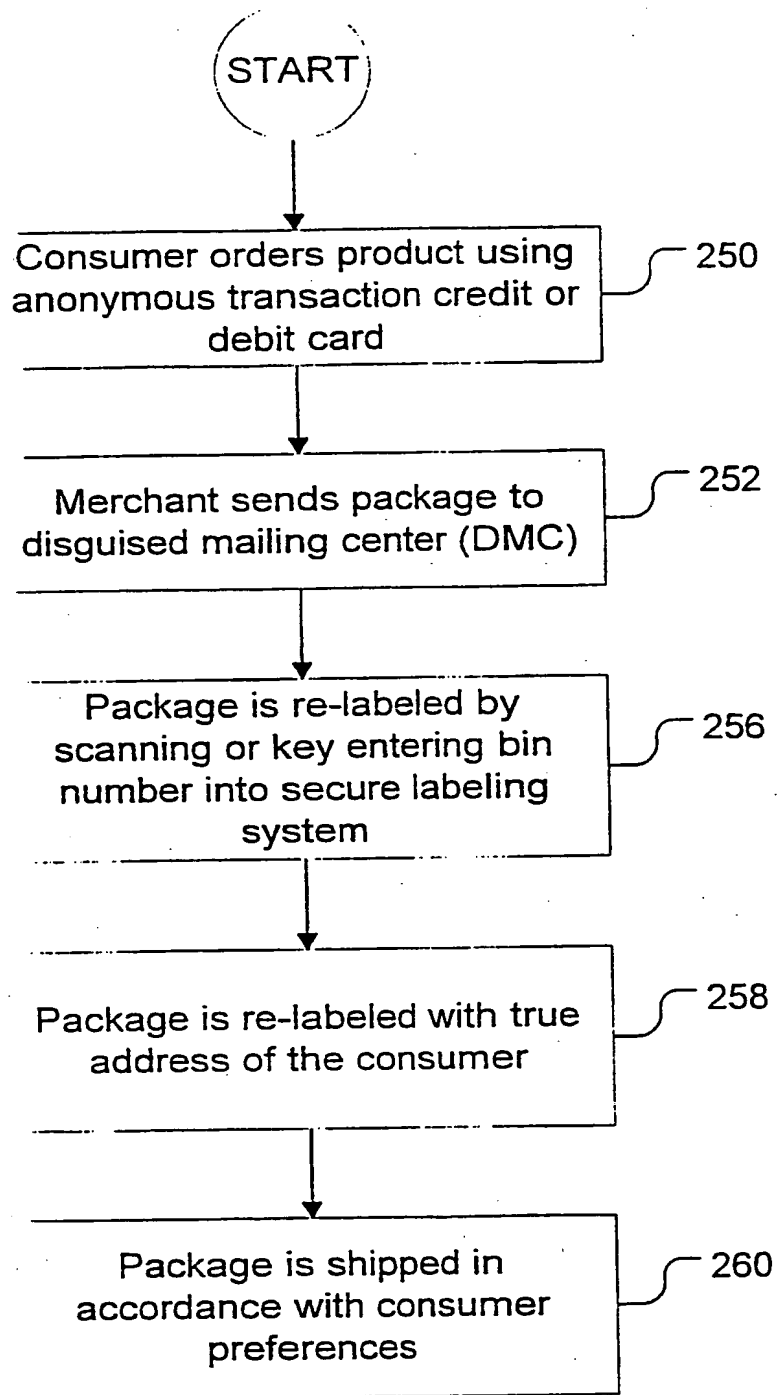 START
Consumer orders product using
anonymous transaction credit or
debit card
250
Merchant sends package to
disguised mailing center (DMC)
252
Package is re-labeled by
scanning or key entering bin
number into secure labeling
system
256
Package is re-labeled with true
address of the consumer
258
Package is shipped in
accordance with consumer
preferences
260